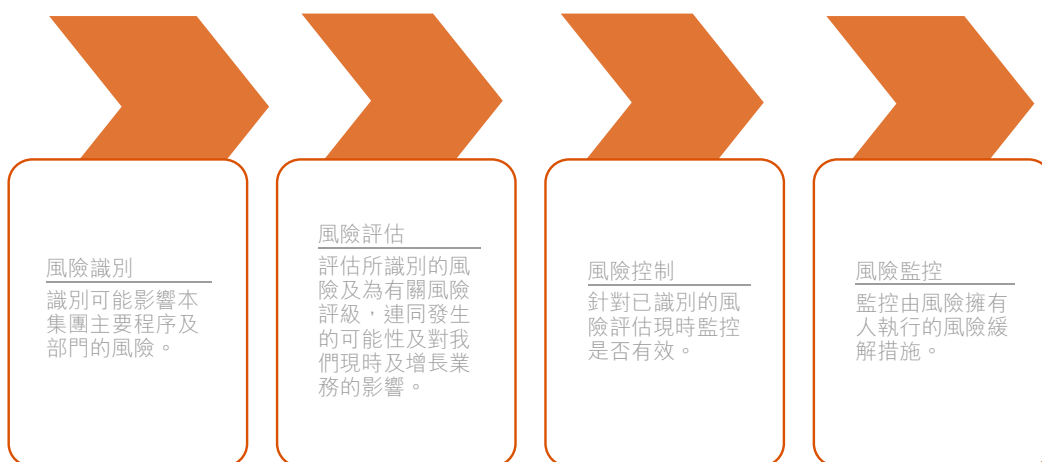 風險識別
識別可能影響本
集團主要程序及
部門的風險。
風險評估
評估所識別的風
險及為有關風險
評級，連同發生
的可能性及對我
們現時及增長業
務的影響。
風險控制
針對已識別的風
險評估現時監控
是否有效。
風險監控
監控由風險擁有
人執行的風險緩
解措施。